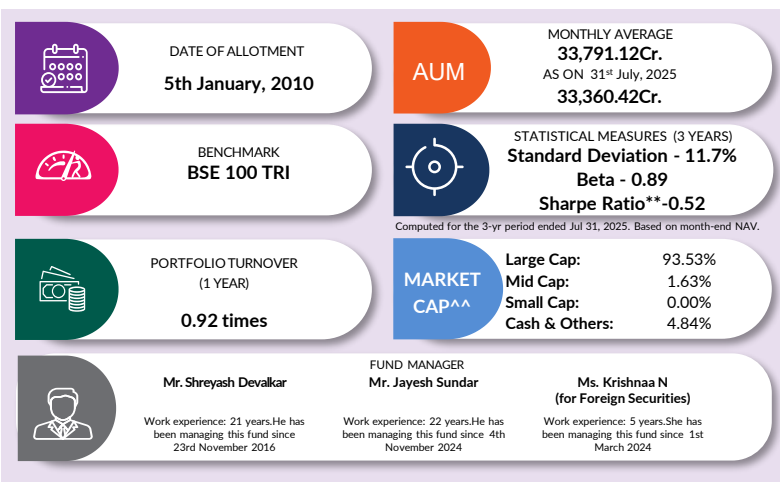 DATE OF ALLOTMENT
5th January, 2010
AUM
MONTHLY AVERAGE
33,791.12Cr.
AS ON 31st July, 2025
33,360.42Cr.
BENCHMARK
BSE 100 TRI
STATISTICAL MEASURES (3 YEARS)
Standard Deviation - 11.7%
Beta - 0.89
Sharpe Ratio**-0.52
Computed for the 3-yr period ended Jul 31, 2025. Based on month-end NAV.
PORTFOLIO TURNOVER
(1 YEAR)
0.92 times
MARKET
CAP^^
Large Cap: 93.53%
Mid Cap: 1.63%
Small Cap: 0.00%
Cash & Others: 4.84%
FUND MANAGER
Mr. Shreyash Devalkar
Work experience: 21 years.He has
been managing this fund since
23rd November 2016
Mr. Jayesh Sundar
Work experience: 22 years.He has
been managing this fund since 4th
November 2024
Ms. Krishnaa N
(for Foreign Securities)
Work experience: 5 years.She has
been managing this fund since 1st
March 2024